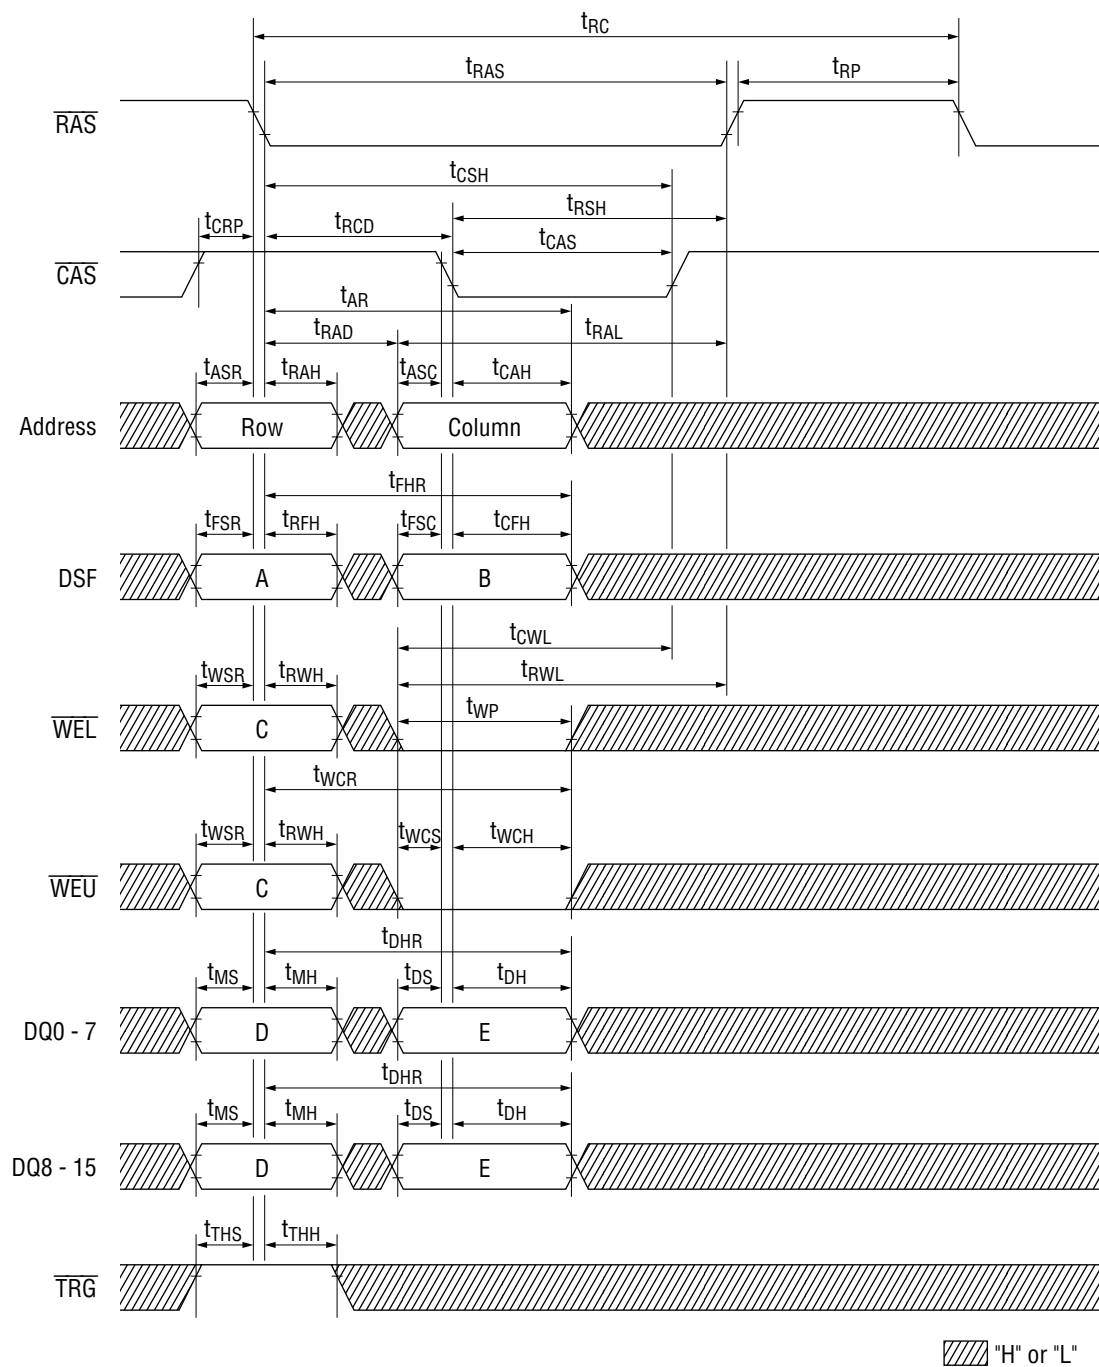 tRC
tRAS tRP
RAS
tCSH
tRSH
tCRP tRCD
tCAS
CAS
tAR
tRAD tRAL
tASR tRAH tASC tCAH
Address Row Column
tFHR
tFSR tRFH tFSC tCFH
DSF A B
tCWL
tWSR tRWH tRWL
tWP
WEL C
tWCR
tWSR tRWH tWCS tWCH
WEU C
tDHR
tMS tMH tDS tDH
DQ0 - 7 D E
tDHR
tMS tMH tDS tDH
DQ8 - 15 D E
tTHS tTHH
TRG
"H" or "L"